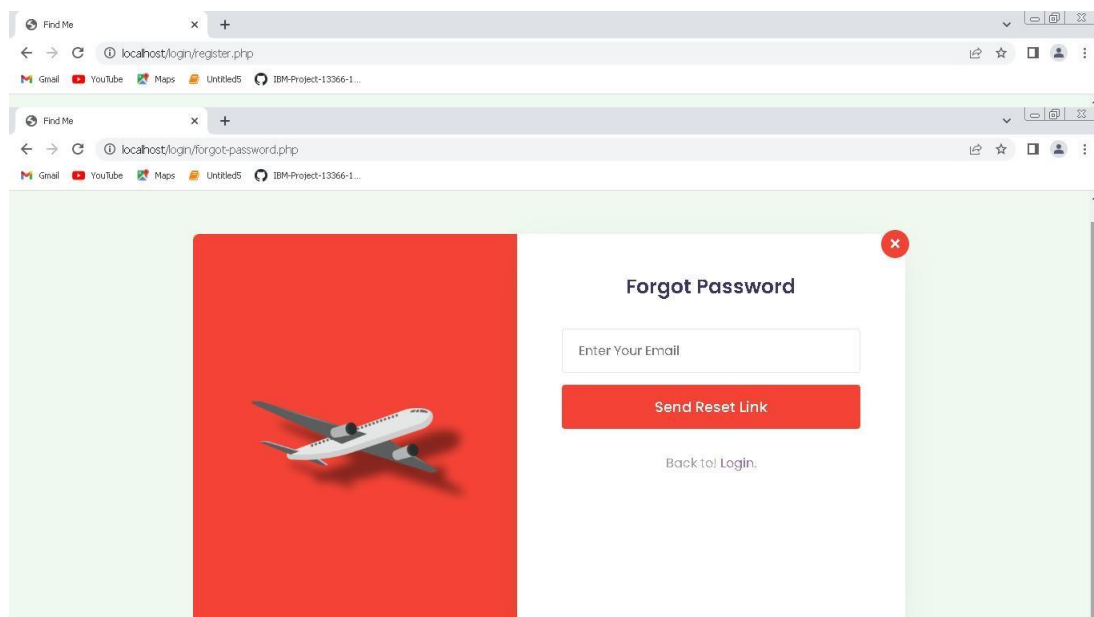 Find Me
localhost/login/register.php
Gmail YouTube Maps Untitled5 IBM-Project-13366-1...
Find Me
localhost/login/forgot-password.php
Gmail YouTube Maps Untitled5 IBM-Project-13366-1...
Forgot Password
Enter Your Email
Send Reset Link
Back to! Login.